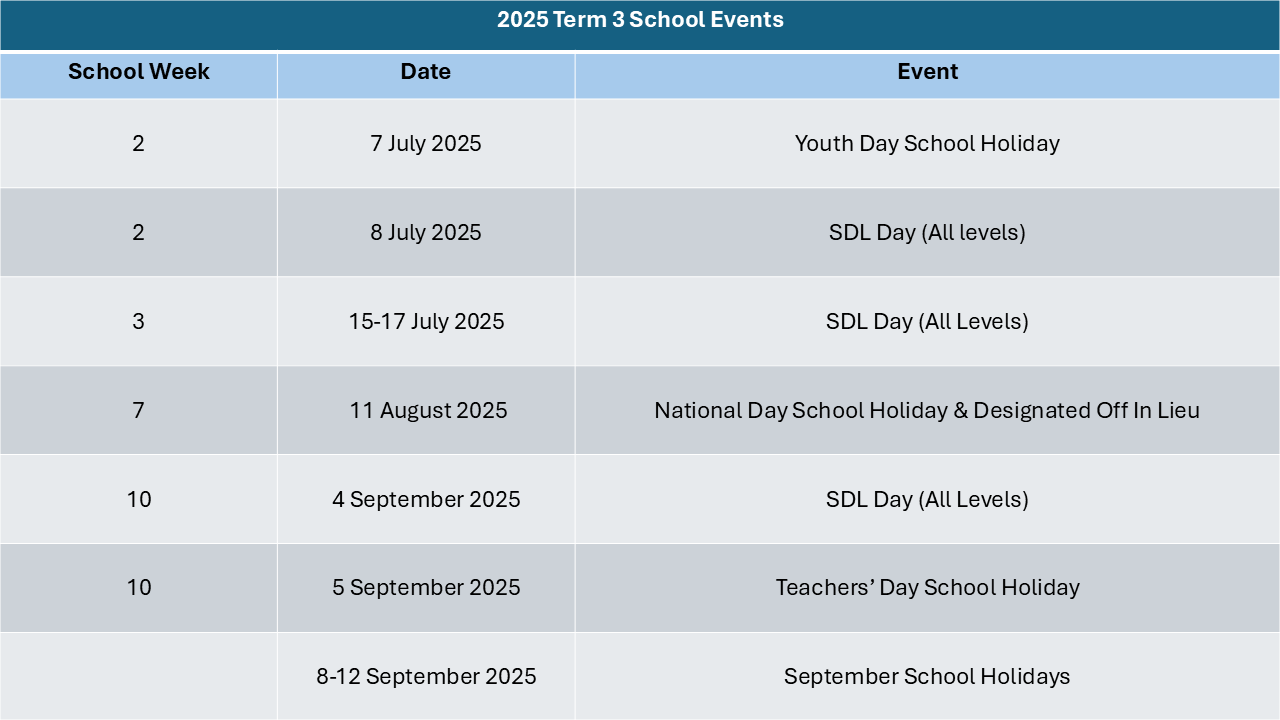 2025 Term 3 School Events
School Week Date Event
2 7 July 2025 Youth Day School Holiday
2 8 July 2025 SDL Day (All levels)
3 15-17 July 2025 SDL Day (All Levels)
7 11 August 2025 National Day School Holiday & Designated Off In Lieu
10 4 September 2025 SDL Day (All Levels)
10 5 September 2025 Teachers’ Day School Holiday
8-12 September 2025 September School Holidays